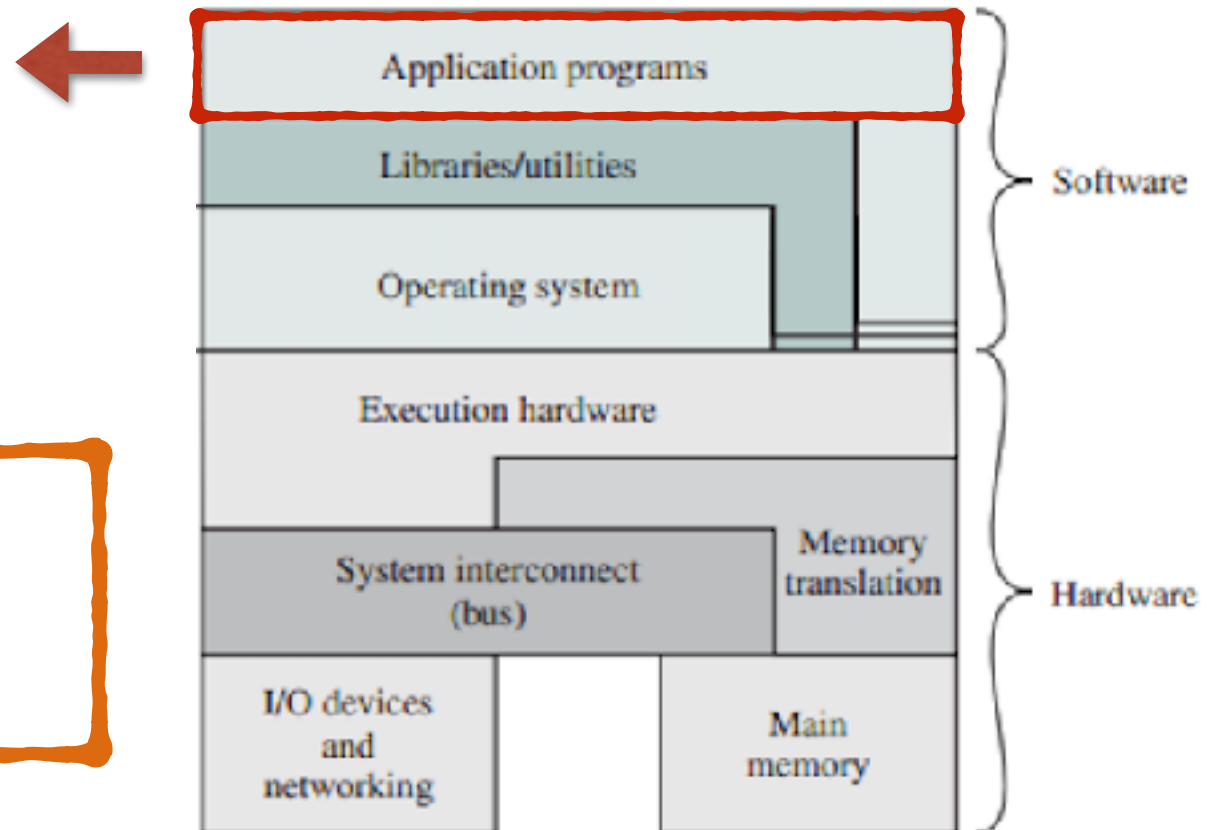 Application programs
Libraries/utilities
Software
Operating system
Execution hardware
Memory
translation
System interconnect
(bus)
Hardware
I/O devices
and
networking
Main
memory